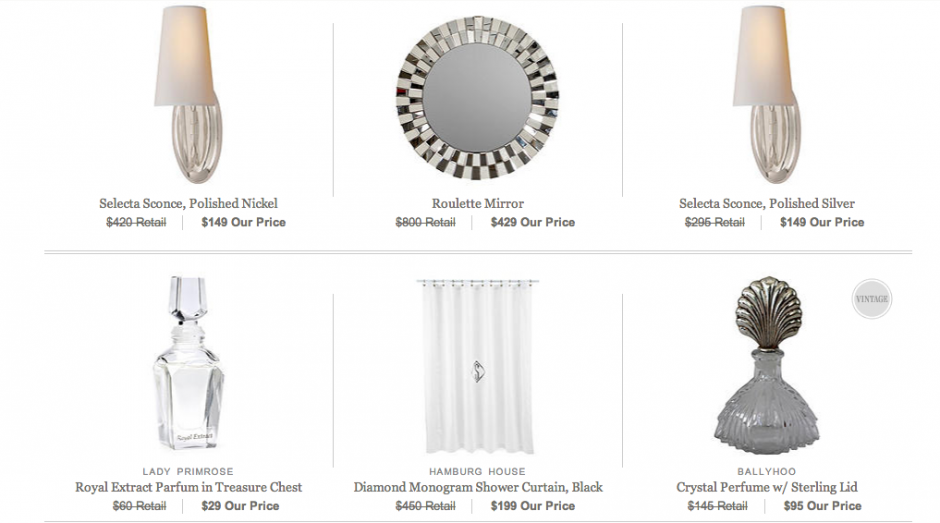 Selecta Sconce, Polished Nickel
$420 Retail $149 Our Price
Roulette Mirror
$800 Retail $429 Our Price
Selecta Sconce, Polished Silver
$295 Retail $149 Our Price
Royal Extract
LADY PRIMROSE
Royal Extract Parfum in Treasure Chest
$60 Retail $29 Our Price
HAMBURG HOUSE
Diamond Monogram Shower Curtain, Black
$450 Retail $199 Our Price
VINTAGE
BALLYHOO
Crystal Perfume w/ Sterling Lid
$145 Retail $95 Our Price